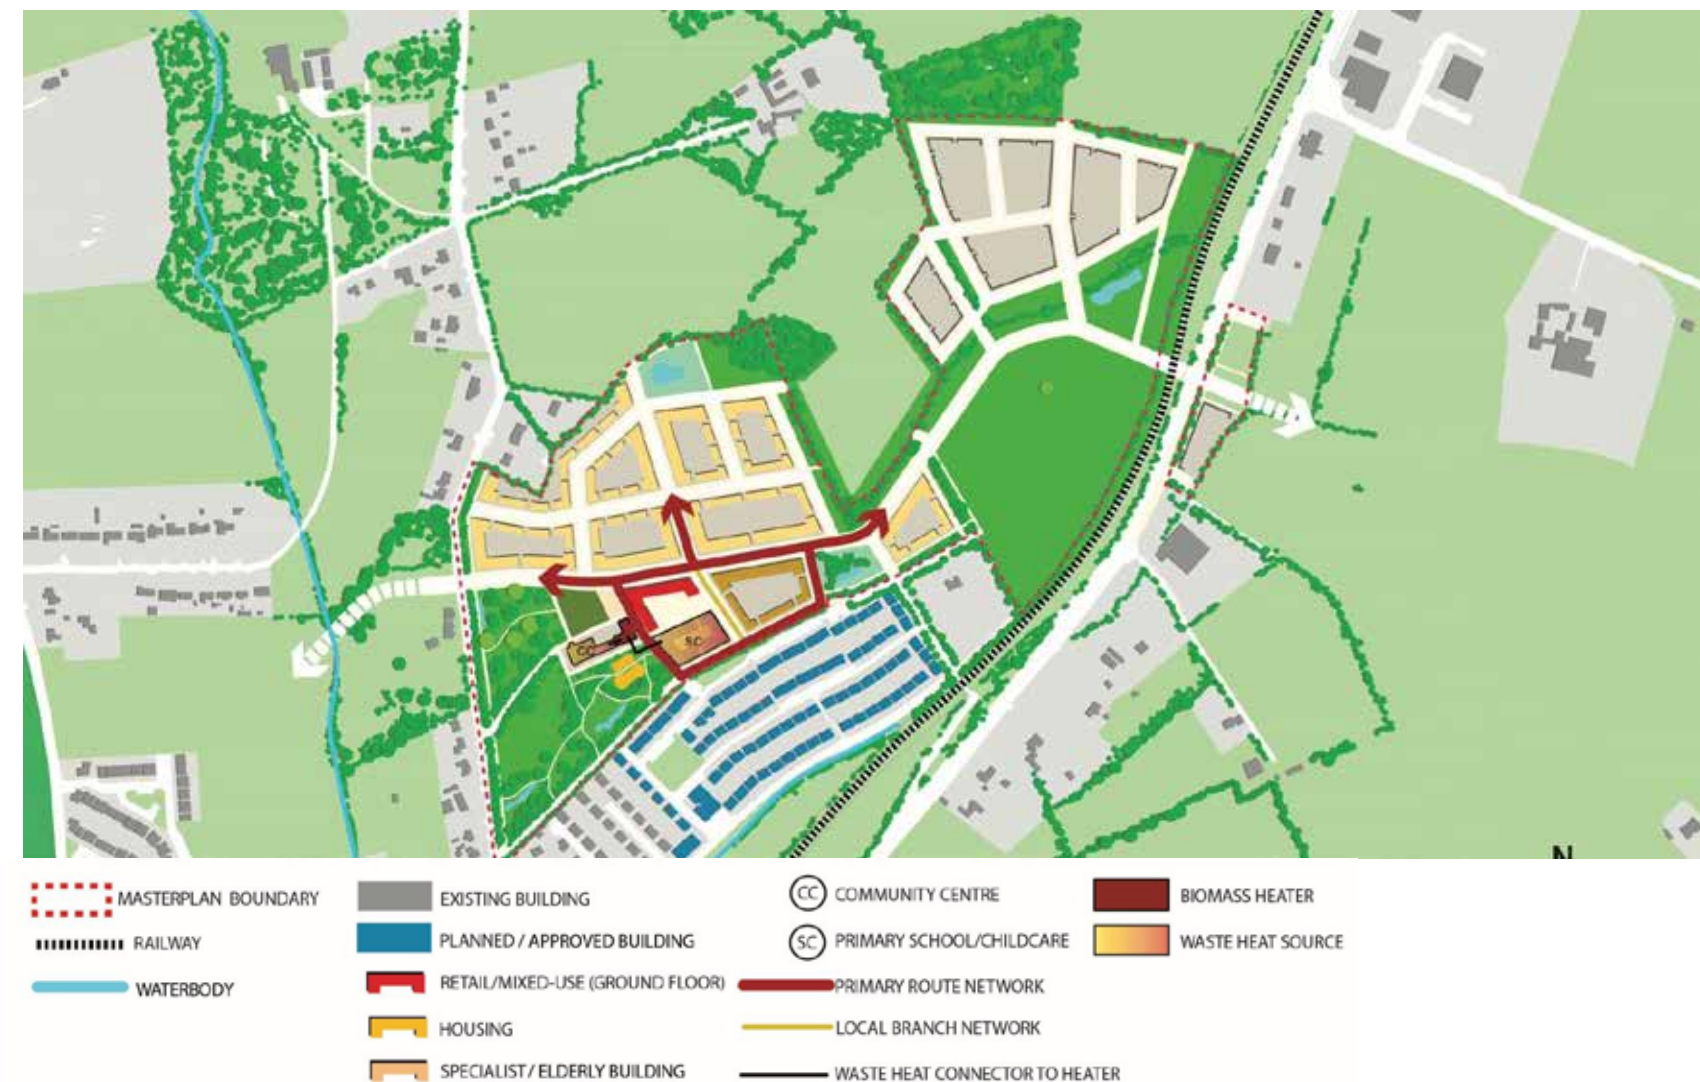 CC
SC
N
MASTERPLAN BOUNDARY
RAILWAY
WATERBODY
EXISTING BUILDING
PLANNED / APPROVED BUILDING
RETAIL/MIXED-USE (GROUND FLOOR)
HOUSING
SPECIALIST / ELDERLY BUILDING
CC COMMUNITY CENTRE
SC PRIMARY SCHOOL/CHILDCARE
PRIMARY ROUTE NETWORK
LOCAL BRANCH NETWORK
WASTE HEAT CONNECTOR TO HEATER
BIOMASS HEATER
WASTE HEAT SOURCE